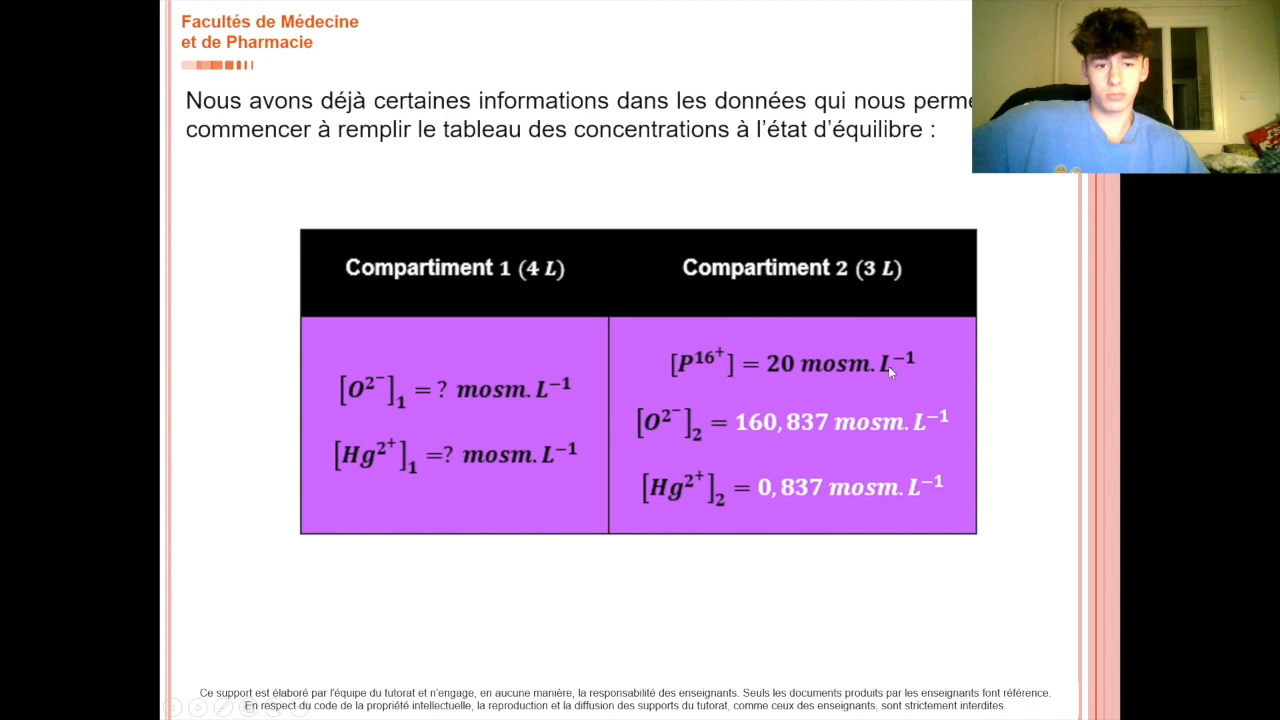 Facultés de Médecine
et de Pharmacie
Nous avons déjà certaines informations dans les données qui nous
commencer à remplir le tableau des concentrations à l'état d'équilibre :
Compartiment 1 (4 L)
Compartiment 2 (3 L)
[O²⁻]₁ = ? mosm. L⁻¹
[Hg²⁺]₁ =? mosm. L⁻¹
[P¹⁶⁺] = 20 mosm. L⁻¹
[O²⁻]₂ = 160, 837 mosm. L⁻¹
[Hg²⁺]₂ = 0, 837 mosm. L⁻¹
Ce support est élaboré par l'équipe du tutorat et n'engage, en aucune manière, la responsabilité des enseignants. Seuls les documents produits par les enseignants font référence.
En respect du code de la propriété intellectuelle, la reproduction et la diffusion des supports du tutorat, comme ceux des enseignants, sont strictement interdites.